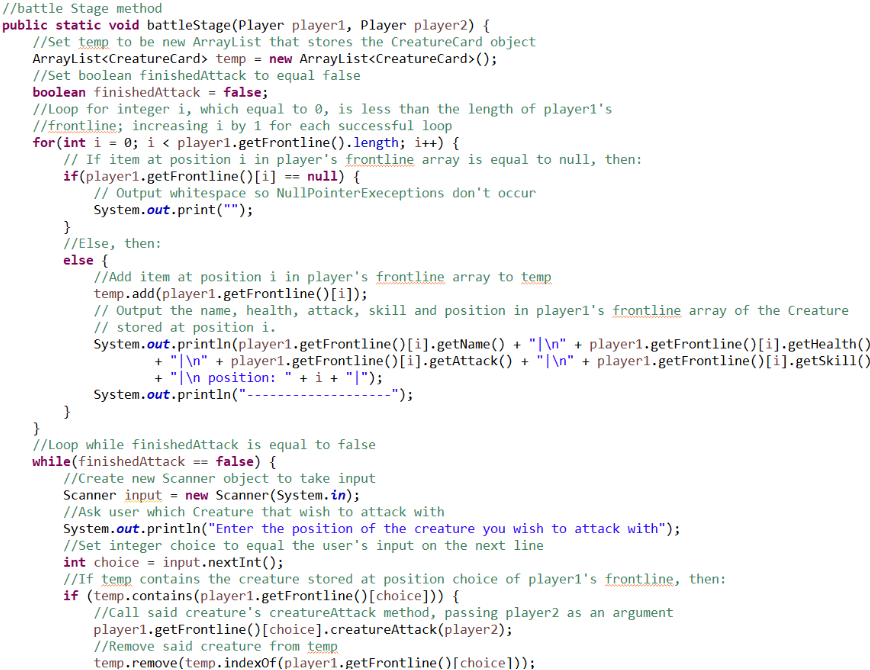 //battle Stage method
public static void battleStage(Player player1, Player player2) {
//Set temp to be new ArrayList that stores the CreatureCard object
ArrayList<CreatureCard> temp = new ArrayList<CreatureCard>();
//Set boolean finishedAttack to equal false
boolean finishedAttack = false;
//Loop for integer i, which equal to 0, is less than the length of player1's
//frontline; increasing i by 1 for each successful loop
for(int i = 0; i < player1.getFrontline().length; i++) {
// If item at position i in player's frontline array is equal to null, then:
if(player1.getFrontline()[i] == null) {
// Output whitespace so NullPointerExeceptions don't occur
System.out.print("");
}
//Else, then:
else {
//Add item at position i in player's frontline array to temp
temp.add(player1.getFrontline()[i]);
// Output the name, health, attack, skill and position in player1's frontline array of the Creature
// stored at position i.
System.out.println(player1.getFrontline()[i].getName() + "|\n" + player1.getFrontline()[i].getHealth()
+ "|\n" + player1.getFrontline()[i].getAttack() + "|\n" + player1.getFrontline()[i].getSkill()
+ "|\n position: " + i + "|");
System.out.println("-------------------");
}
}
//Loop while finishedAttack is equal to false
while(finishedAttack == false) {
//Create new Scanner object to take input
Scanner input = new Scanner(System.in);
//Ask user which Creature that wish to attack with
System.out.println("Enter the position of the creature you wish to attack with");
//Set integer choice to equal the user's input on the next line
int choice = input.nextInt();
//If temp contains the creature stored at position choice of player1's frontline, then:
if (temp.contains(player1.getFrontline()[choice])) {
//Call said creature's creatureAttack method, passing player2 as an argument
player1.getFrontline()[choice].creatureAttack(player2);
//Remove said creature from temp
temp.remove(temp.indexOf(player1.getFrontline()[choice]));